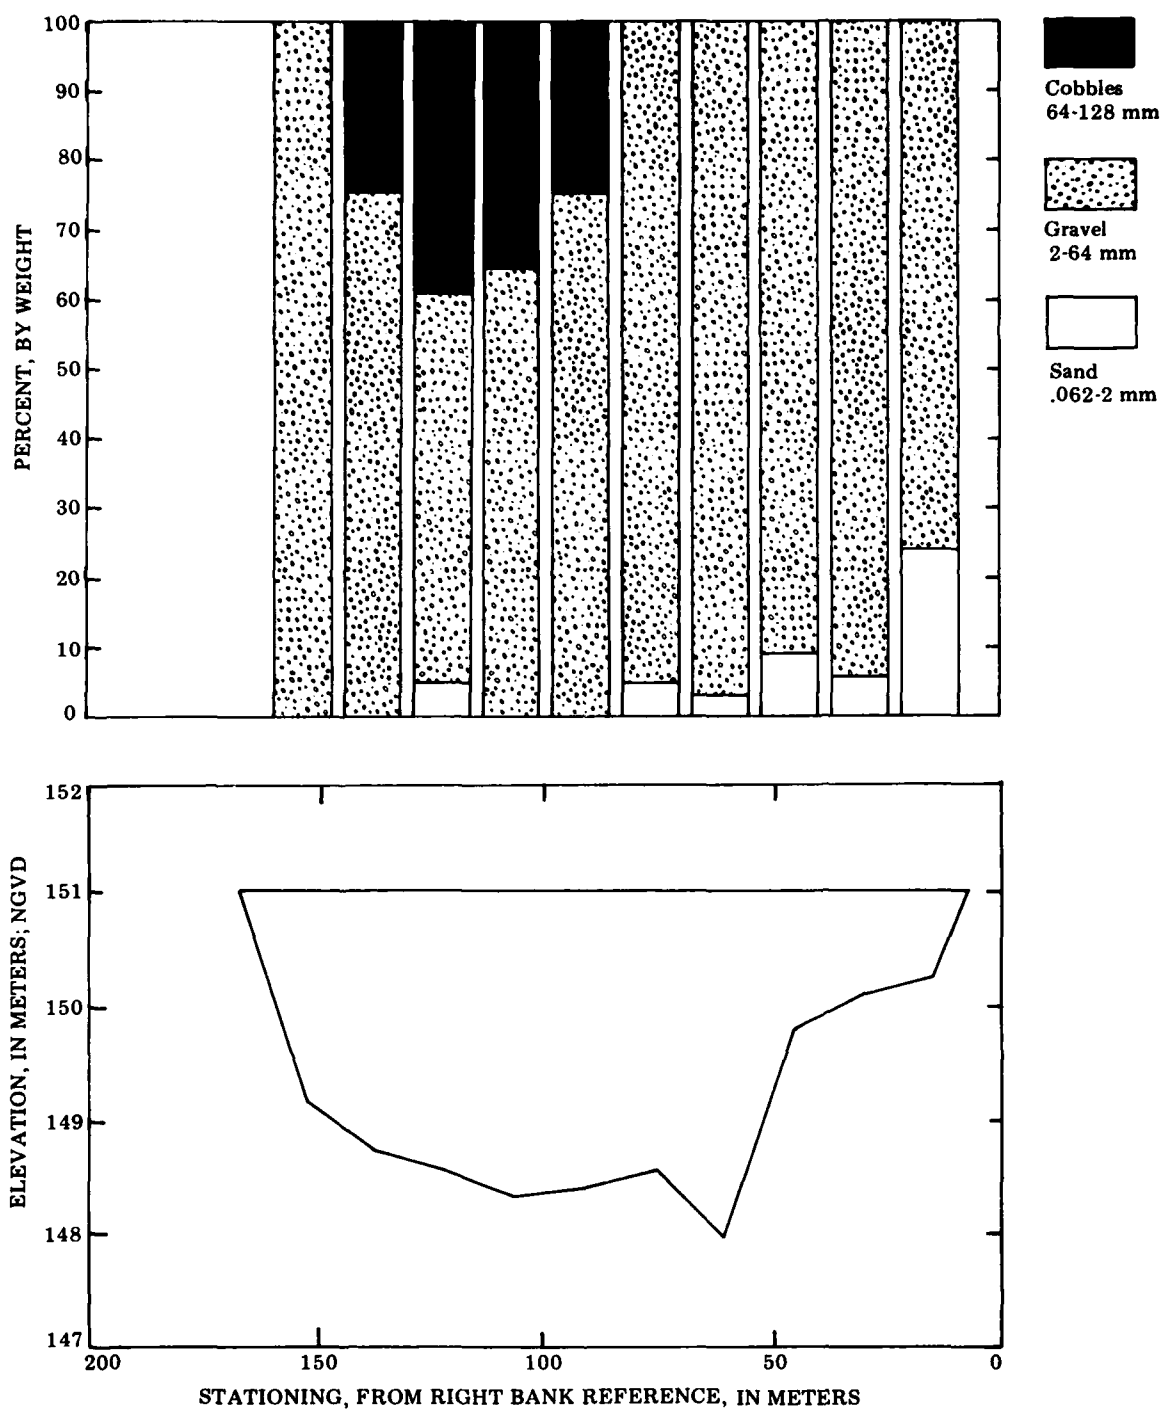 100
90
80
70
60
50
40
30
20
10
0
PERCENT, BY WEIGHT
Cobbles
64-128 mm
Gravel
2-64 mm
Sand
.062-2 mm
152
151
150
149
148
147
ELEVATION, IN METERS; NGVD
200 150 100 50 0
STATIONING, FROM RIGHT BANK REFERENCE, IN METERS